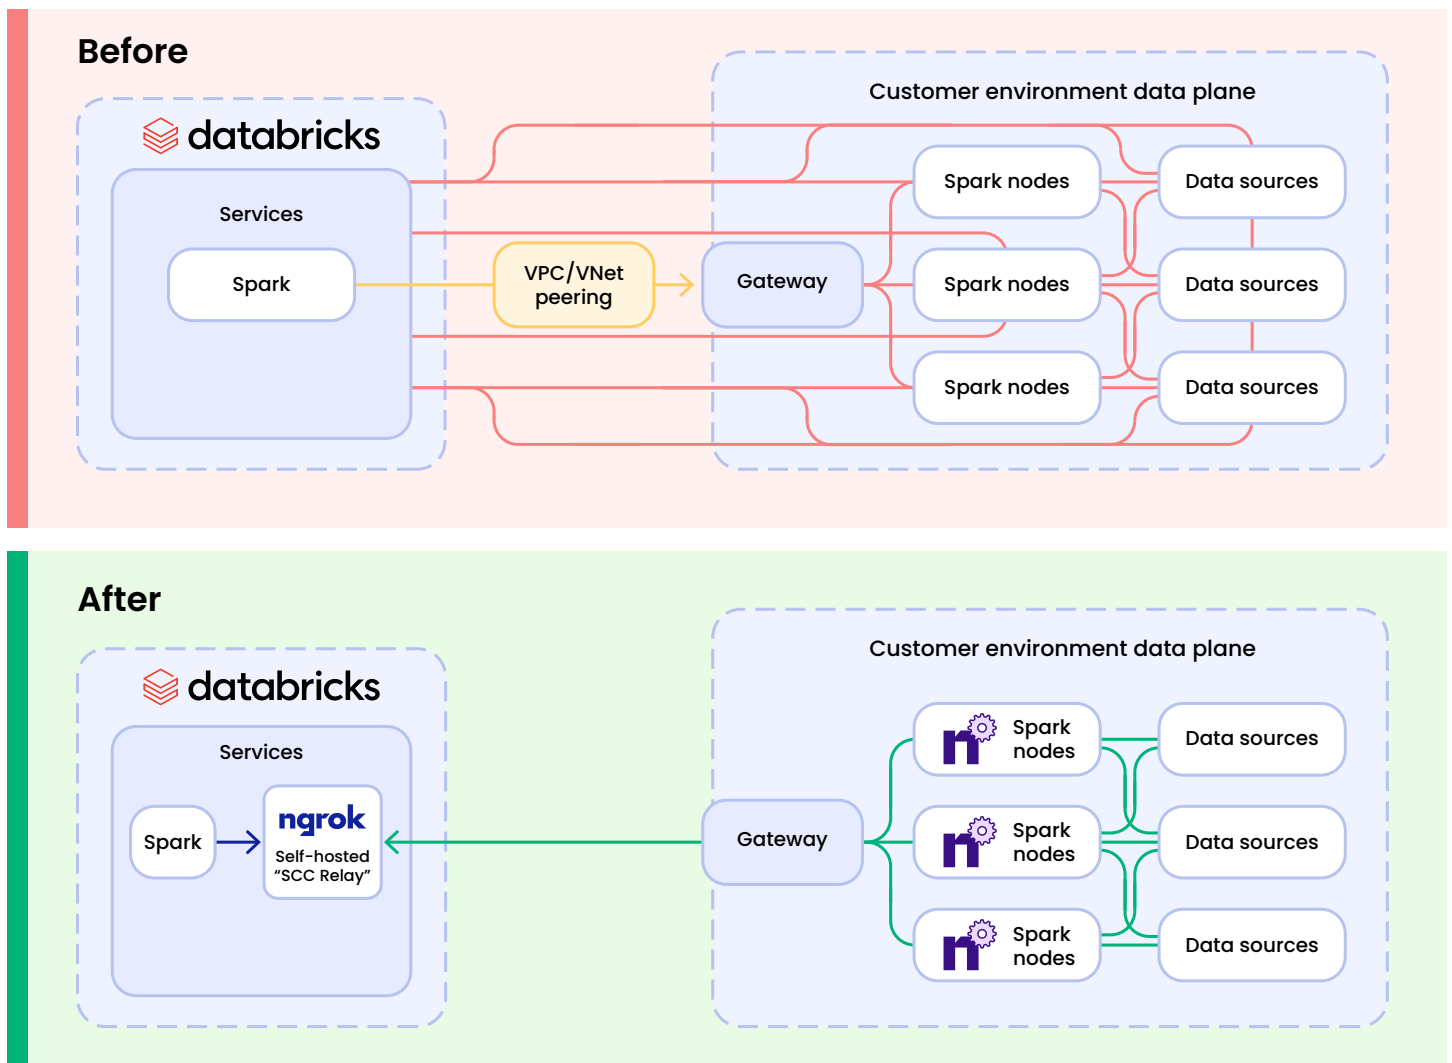 Before
databricks
Services
Spark
VPC/VNet
peering
Customer environment data plane
Gateway
Spark nodes
Data sources
Spark nodes
Data sources
Spark nodes
Data sources
After
databricks
Services
Spark
ngrok
Self-hosted
“SCC Relay”
Customer environment data plane
Gateway
n
Spark
nodes
Data sources
n
Spark
nodes
Data sources
n
Spark
nodes
Data sources